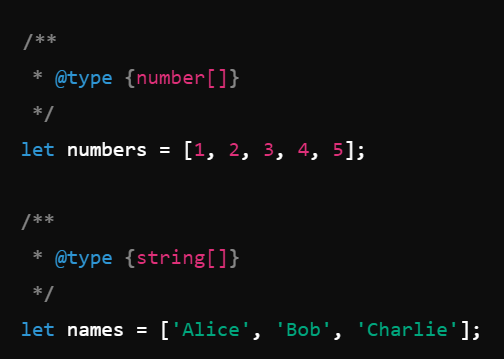 /**
 * @type {number[]}
 */
let numbers = [1, 2, 3, 4, 5];

/**
 * @type {string[]}
 */
let names = ['Alice', 'Bob', 'Charlie'];